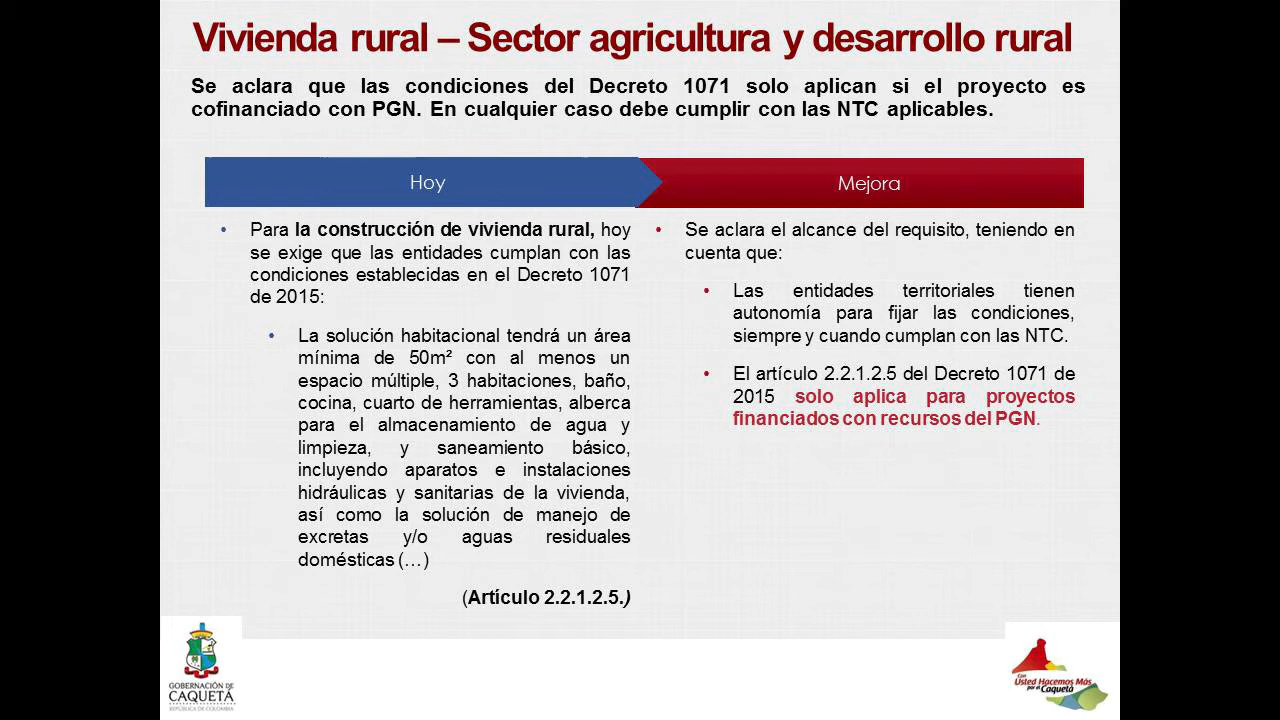 Vivienda rural – Sector agricultura y desarrollo rural
Se aclara que las condiciones del Decreto 1071 solo aplican si el proyecto es
cofinanciado con PGN. En cualquier caso debe cumplir con las NTC aplicables.
Hoy
• Para la construcción de vivienda rural, hoy
se exige que las entidades cumplan con las
condiciones establecidas en el Decreto 1071
de 2015:
• La solución habitacional tendrá un área
mínima de 50m² con al menos un
espacio múltiple, 3 habitaciones, baño,
cocina, cuarto de herramientas, alberca
para el almacenamiento de agua y
limpieza, y saneamiento básico,
incluyendo aparatos e instalaciones
hidráulicas y sanitarias de la vivienda,
así como la solución de manejo de
excretas y/o aguas residuales
domésticas (…)
(Artículo 2.2.1.2.5.)
Mejora
• Se aclara el alcance del requisito, teniendo en
cuenta que:
• Las entidades territoriales tienen
autonomía para fijar las condiciones,
siempre y cuando cumplan con las NTC.
• El artículo 2.2.1.2.5 del Decreto 1071 de
2015 solo aplica para proyectos
financiados con recursos del PGN.
GOBERNACIÓN DE
CAQUETÁ
REPÚBLICA DE COLOMBIA
Con
Usted Hacemos Más
por el Caquetá